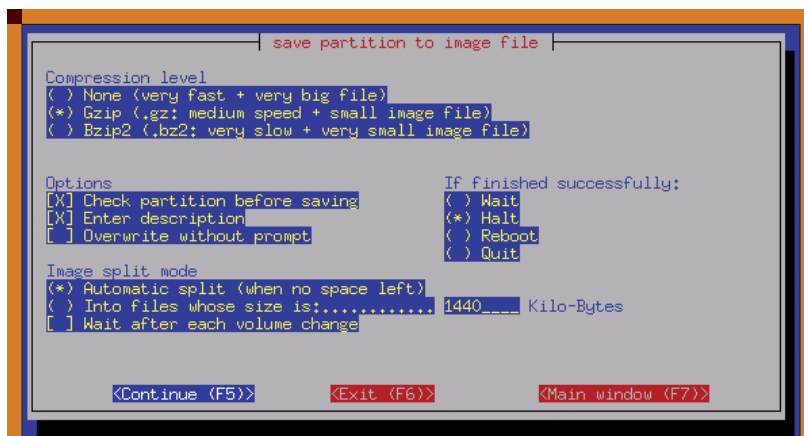 save partition to image file
Compression level
( ) None (very fast + very big file)
(*) Gzip (.gz: medium speed + small image file)
( ) Bzip2 (.bz2: very slow + very small image file)
Options
[X] Check partition before saving
[X] Enter description
[ ] Overwrite without prompt
If finished successfully:
( ) Wait
(*) Halt
( ) Reboot
( ) Quit
Image split mode
(*) Automatic split (when no space left)
( ) Into files whose size is:............ 1440____ Kilo-Bytes
[ ] Wait after each volume change
<Continue (F5)> <Exit (F6)> <Main window (F7)>